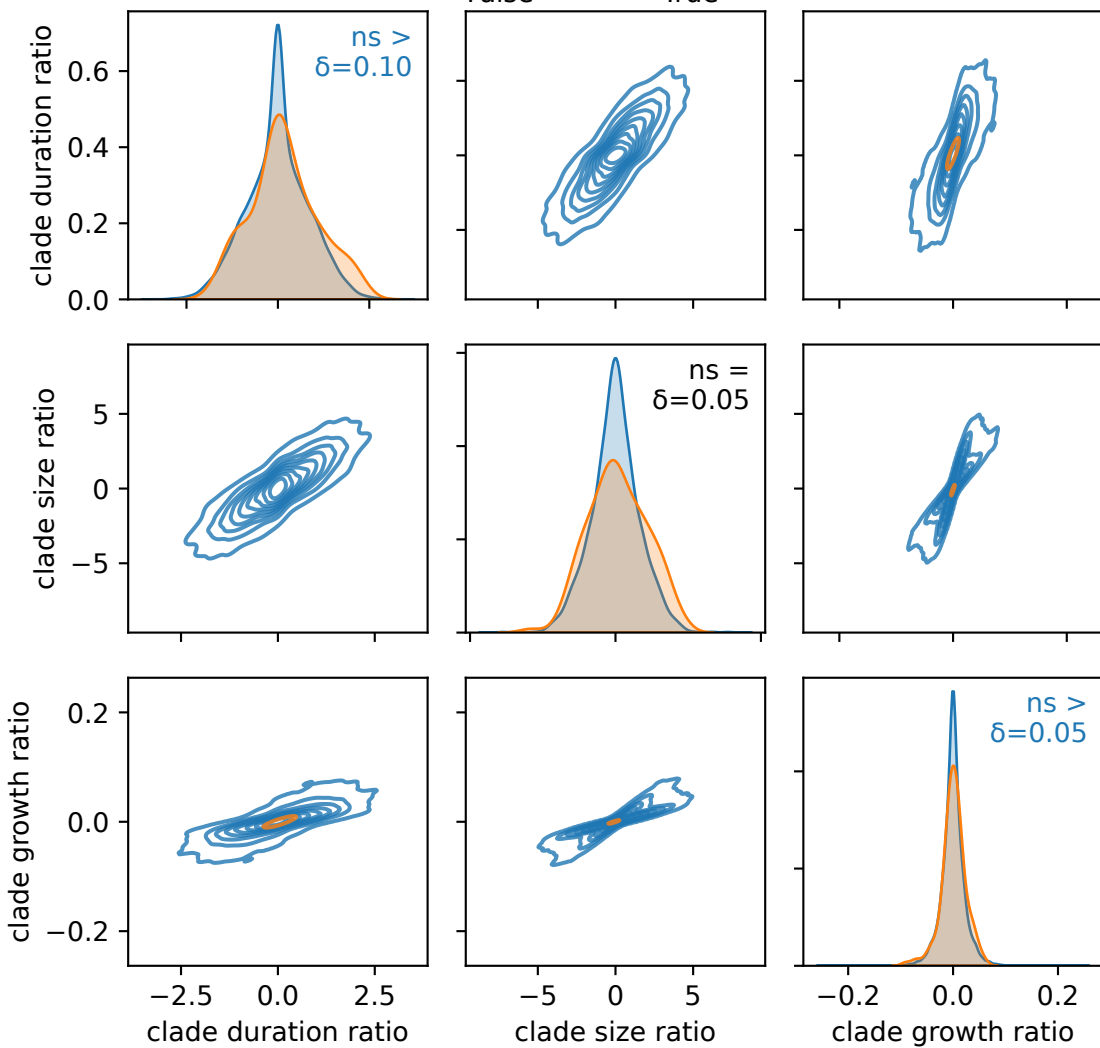 clade duration ratio
0.6
0.4
0.2
0.0
ns >
δ=0.10
clade size ratio
5
0
−5
ns =
δ=0.05
clade growth ratio
0.2
0.0
−0.2
ns >
δ=0.05
−2.5 0.0 2.5
clade duration ratio
−5 0 5
clade size ratio
−0.2 0.0 0.2
clade growth ratio